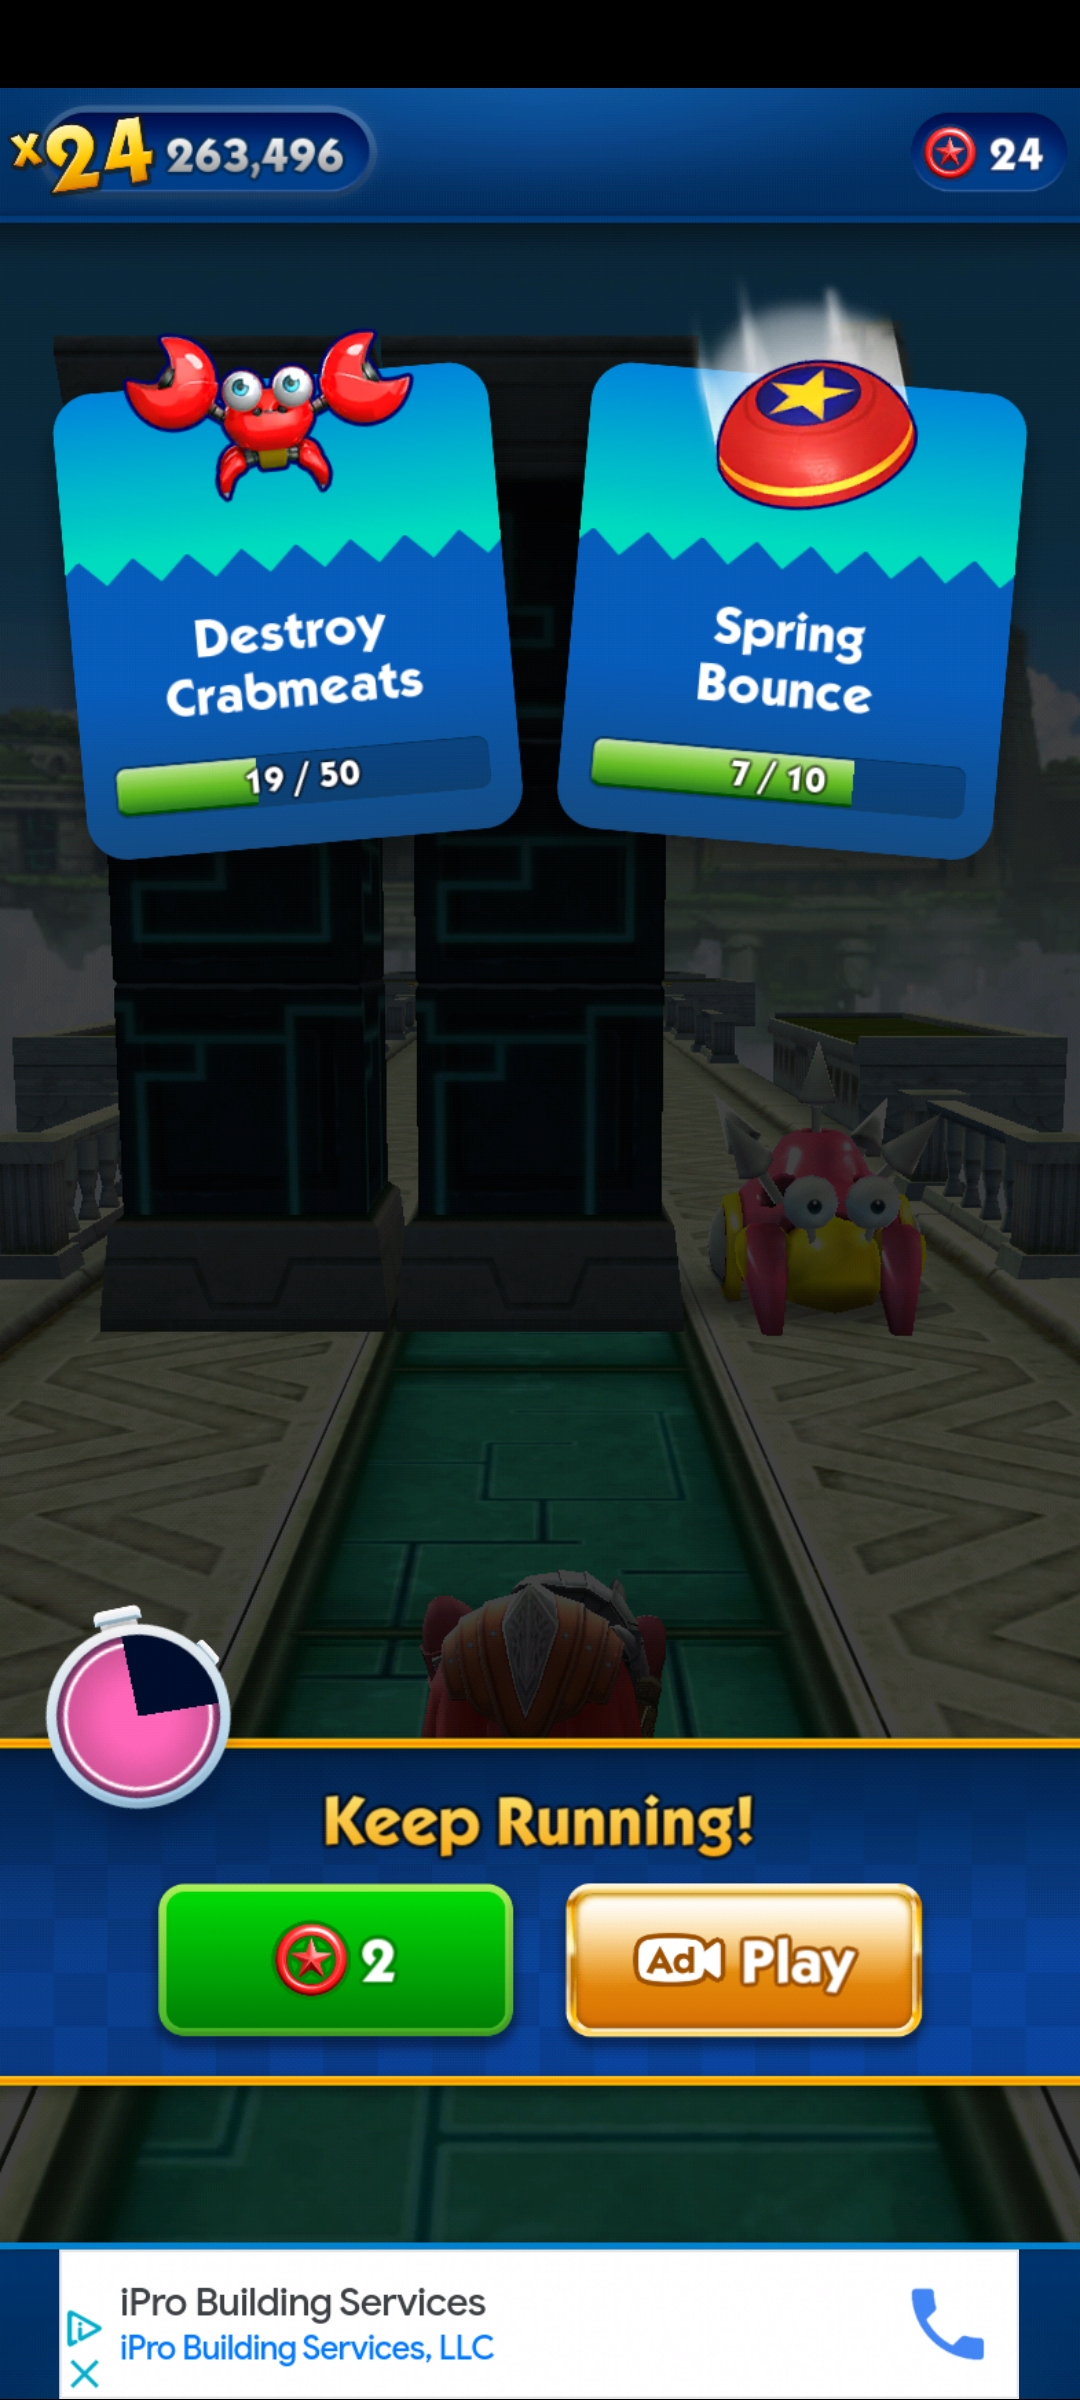 x24 263,496
24
Destroy
Crabmeats
19 / 50
Spring
Bounce
7 / 10
Keep Running!
2
Ad Play
iPro Building Services
iPro Building Services, LLC